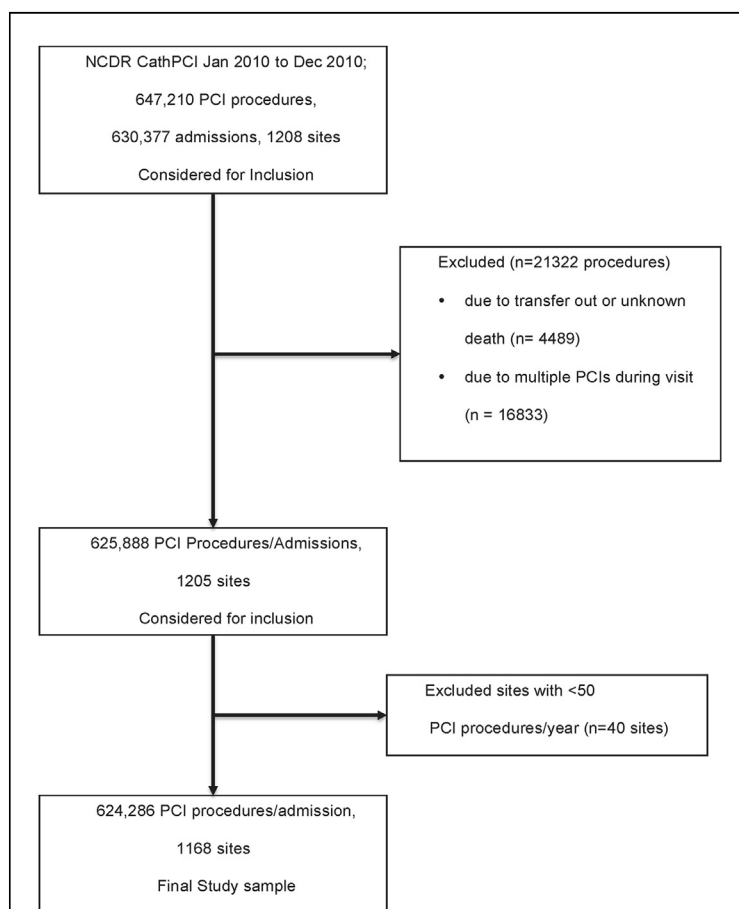 NCDR CathPCI Jan 2010 to Dec 2010;
647,210 PCI procedures,
630,377 admissions, 1208 sites
Considered for Inclusion
Excluded (n=21322 procedures)
• due to transfer out or unknown
death (n= 4489)
• due to multiple PCIs during visit
(n = 16833)
625,888 PCI Procedures/Admissions,
1205 sites
Considered for inclusion
Excluded sites with <50
PCI procedures/year (n=40 sites)
624,286 PCI procedures/admission,
1168 sites
Final Study sample